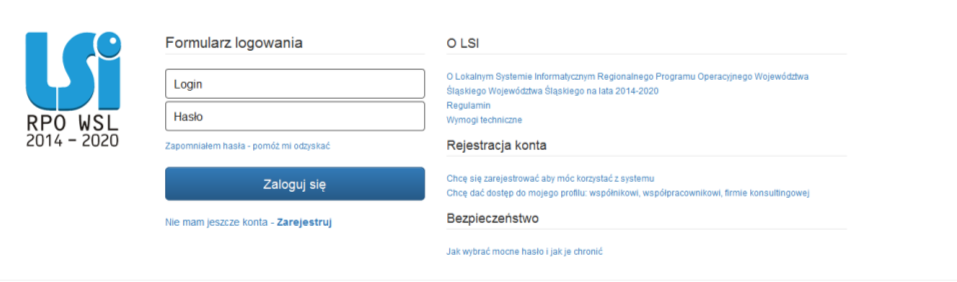 LSI
RPO WSL
2014 - 2020
Formularz logowania
Login
Hasło
Zapomniałem hasła - pomóż mi odzyskać
Zaloguj się
Nie mam jeszcze konta - Zarejestruj
O LSI
O Lokalnym Systemie Informatycznym Regionalnego Programu Operacyjnego Województwa
Śląskiego Województwa Śląskiego na lata 2014-2020
Regulamin
Wymogi techniczne
Rejestracja konta
Chcę się zarejestrować aby móc korzystać z systemu
Chcę dać dostęp do mojego profilu: wspólnikowi, współpracownikowi, firmie konsultingowej
Bezpieczeństwo
Jak wybrać mocne hasło i jak je chronić